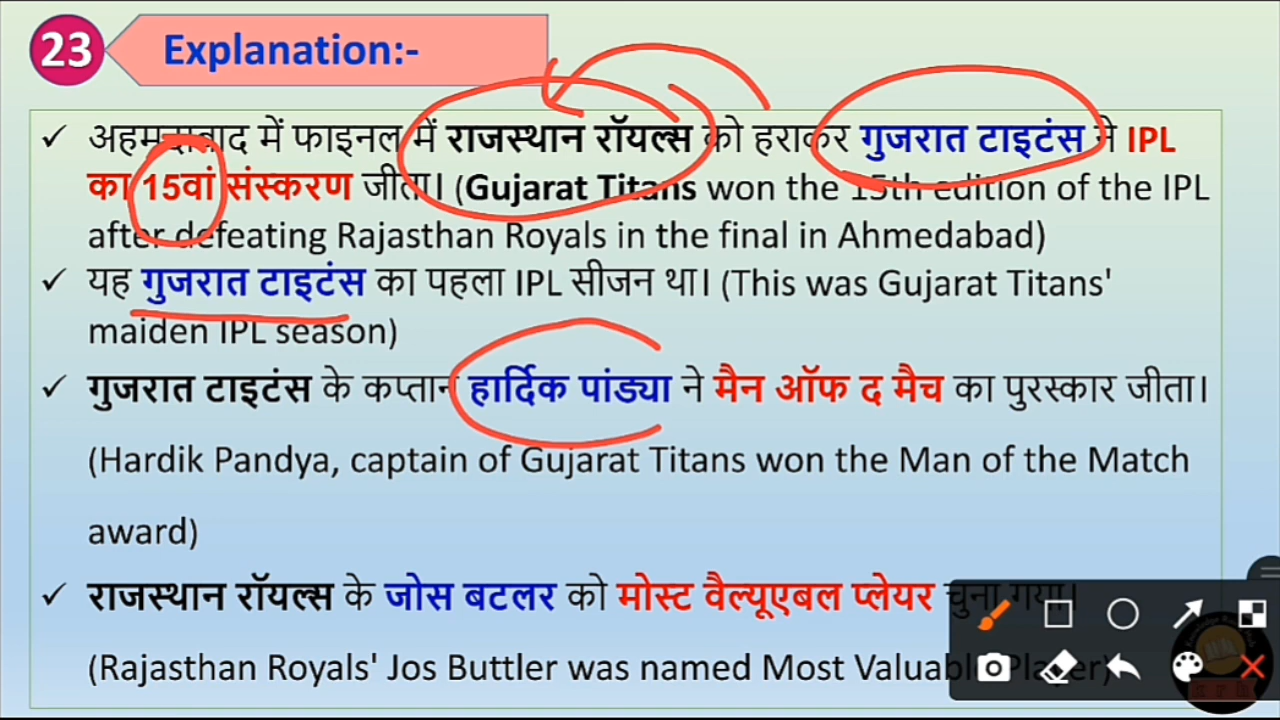 23 Explanation:-
✓ अहमदाबाद में फाइनल में राजस्थान रॉयल्स को हराकर गुजरात टाइटंस ने IPL
का 15वां संस्करण जीता। (Gujarat Titans won the 15th edition of the IPL
after defeating Rajasthan Royals in the final in Ahmedabad)
✓ यह गुजरात टाइटंस का पहला IPL सीजन था। (This was Gujarat Titans'
maiden IPL season)
✓ गुजरात टाइटंस के कप्तान हार्दिक पांड्या ने मैन ऑफ द मैच का पुरस्कार जीता।
(Hardik Pandya, captain of Gujarat Titans won the Man of the Match
award)
✓ राजस्थान रॉयल्स के जोस बटलर को मोस्ट वैल्यूएबल प्लेयर चुना गया।
(Rajasthan Royals' Jos Buttler was named Most Valuable Player)